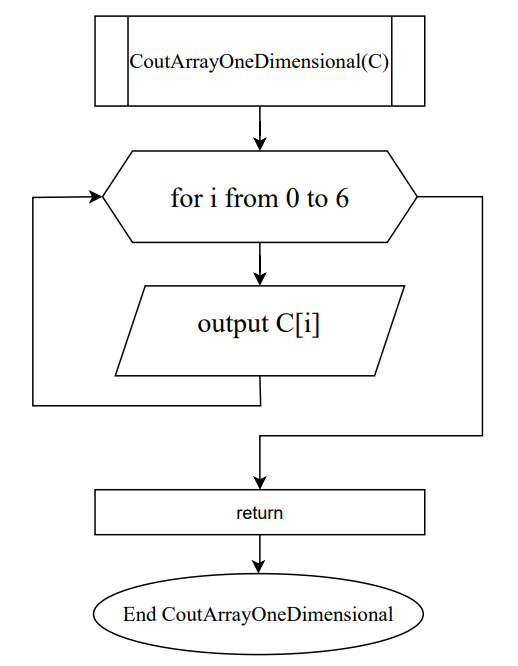 CoutArrayOneDimensional(C)
for i from 0 to 6
output C[i]
return
End CoutArrayOneDimensional